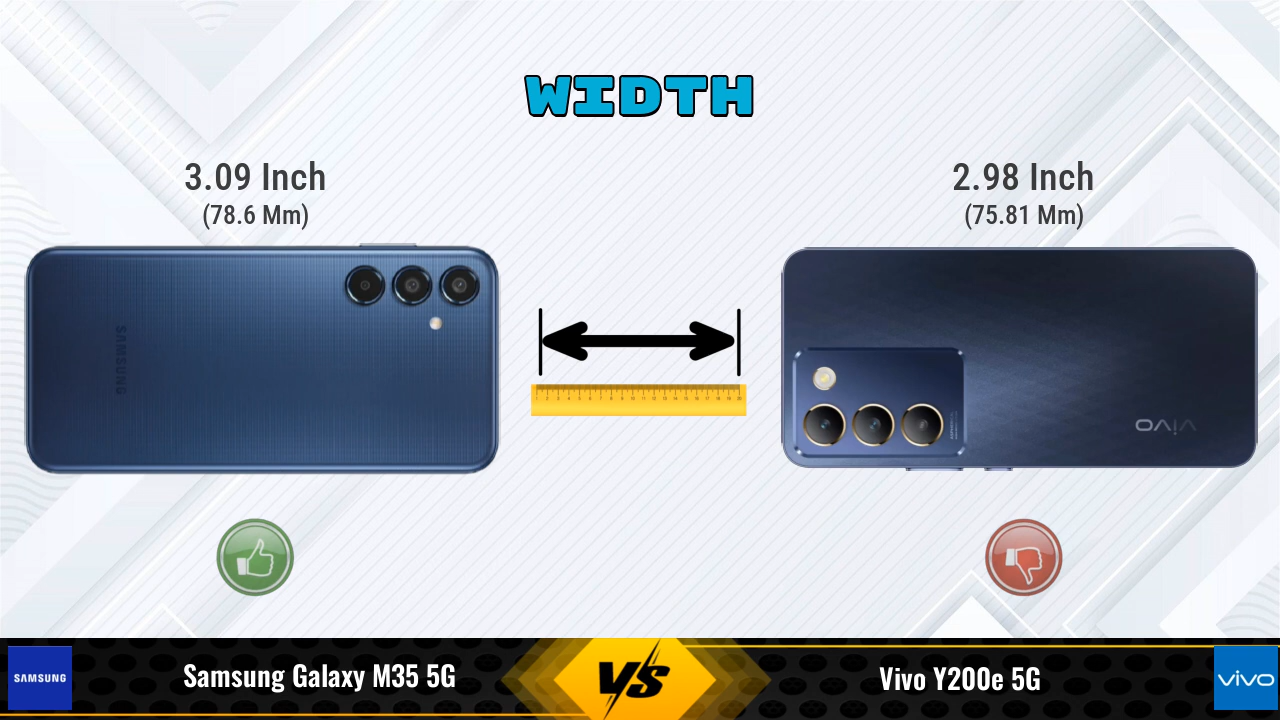 WIDTH
3.09 Inch
(78.6 Mm)
2.98 Inch
(75.81 Mm)
SAMSUNG
vivo
SAMSUNG
Samsung Galaxy M35 5G
VS
Vivo Y200e 5G
vivo